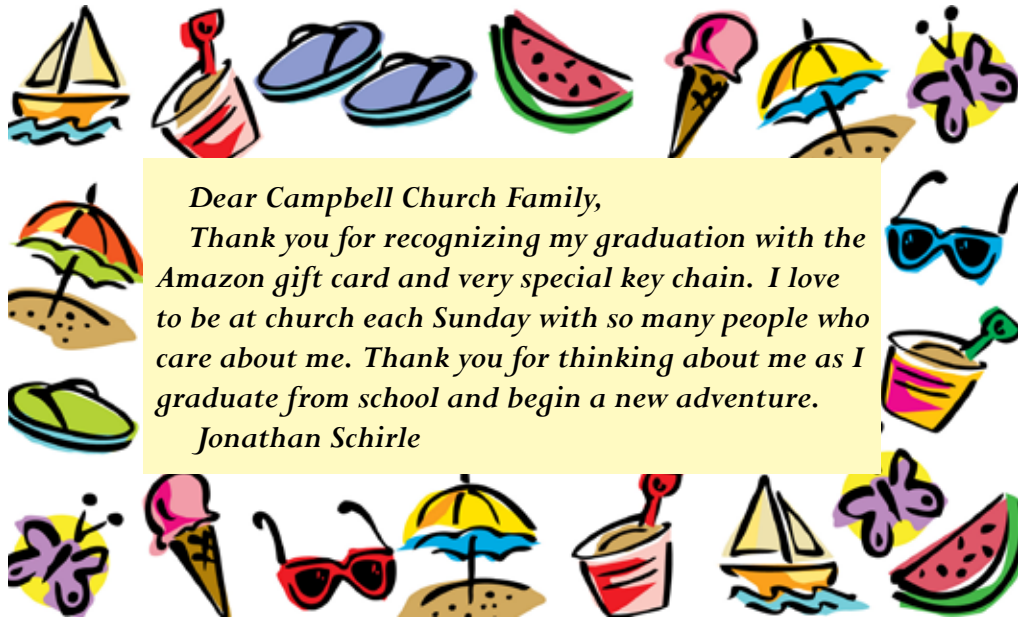 Dear Campbell Church Family,
Thank you for recognizing my graduation with the
Amazon gift card and very special key chain. I love
to be at church each Sunday with so many people who
care about me. Thank you for thinking about me as I
graduate from school and begin a new adventure.
Jonathan Schirle